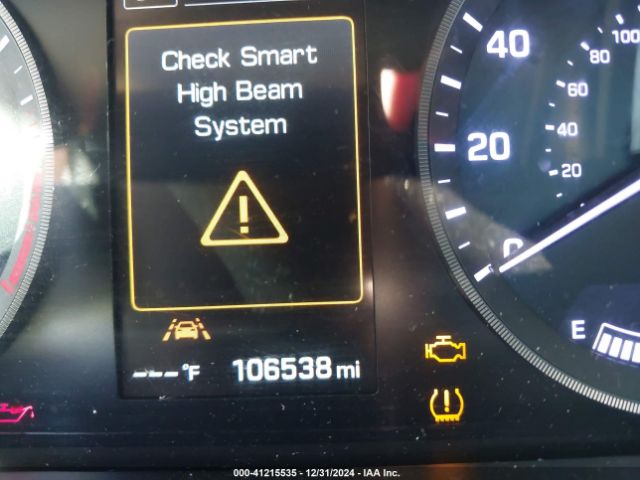 Check Smart
High Beam
System
40
20
0
100
80
60
40
20
E
---°F
106538 mi
000-41215535 - 12/31/2024 - IAA Inc.